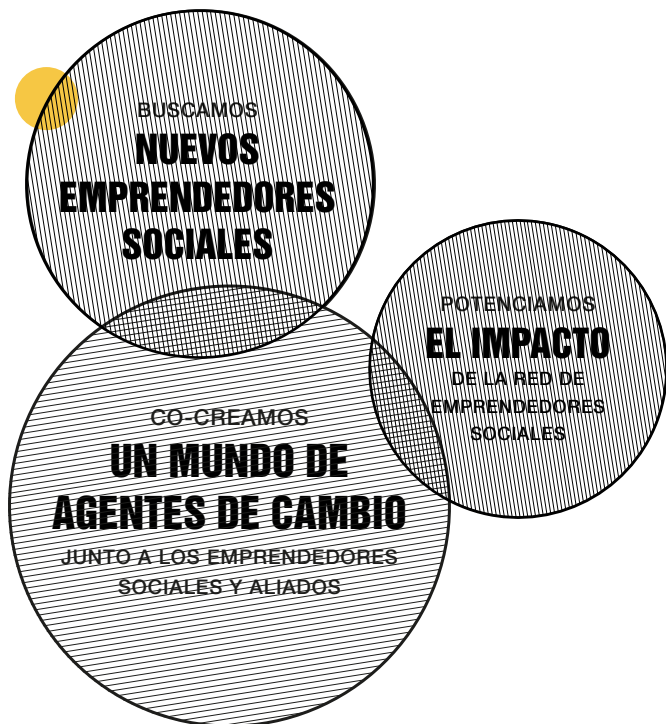 BUSCAMOS
NUEVOS
EMPRENDEDORES
SOCIALES
POTENCIAMOS
EL IMPACTO
DE LA RED DE
EMPRENDEDORES
SOCIALES
CO-CREAMOS
UN MUNDO DE
AGENTES DE CAMBIO
JUNTO A LOS EMPRENDEDORES
SOCIALES Y ALIADOS